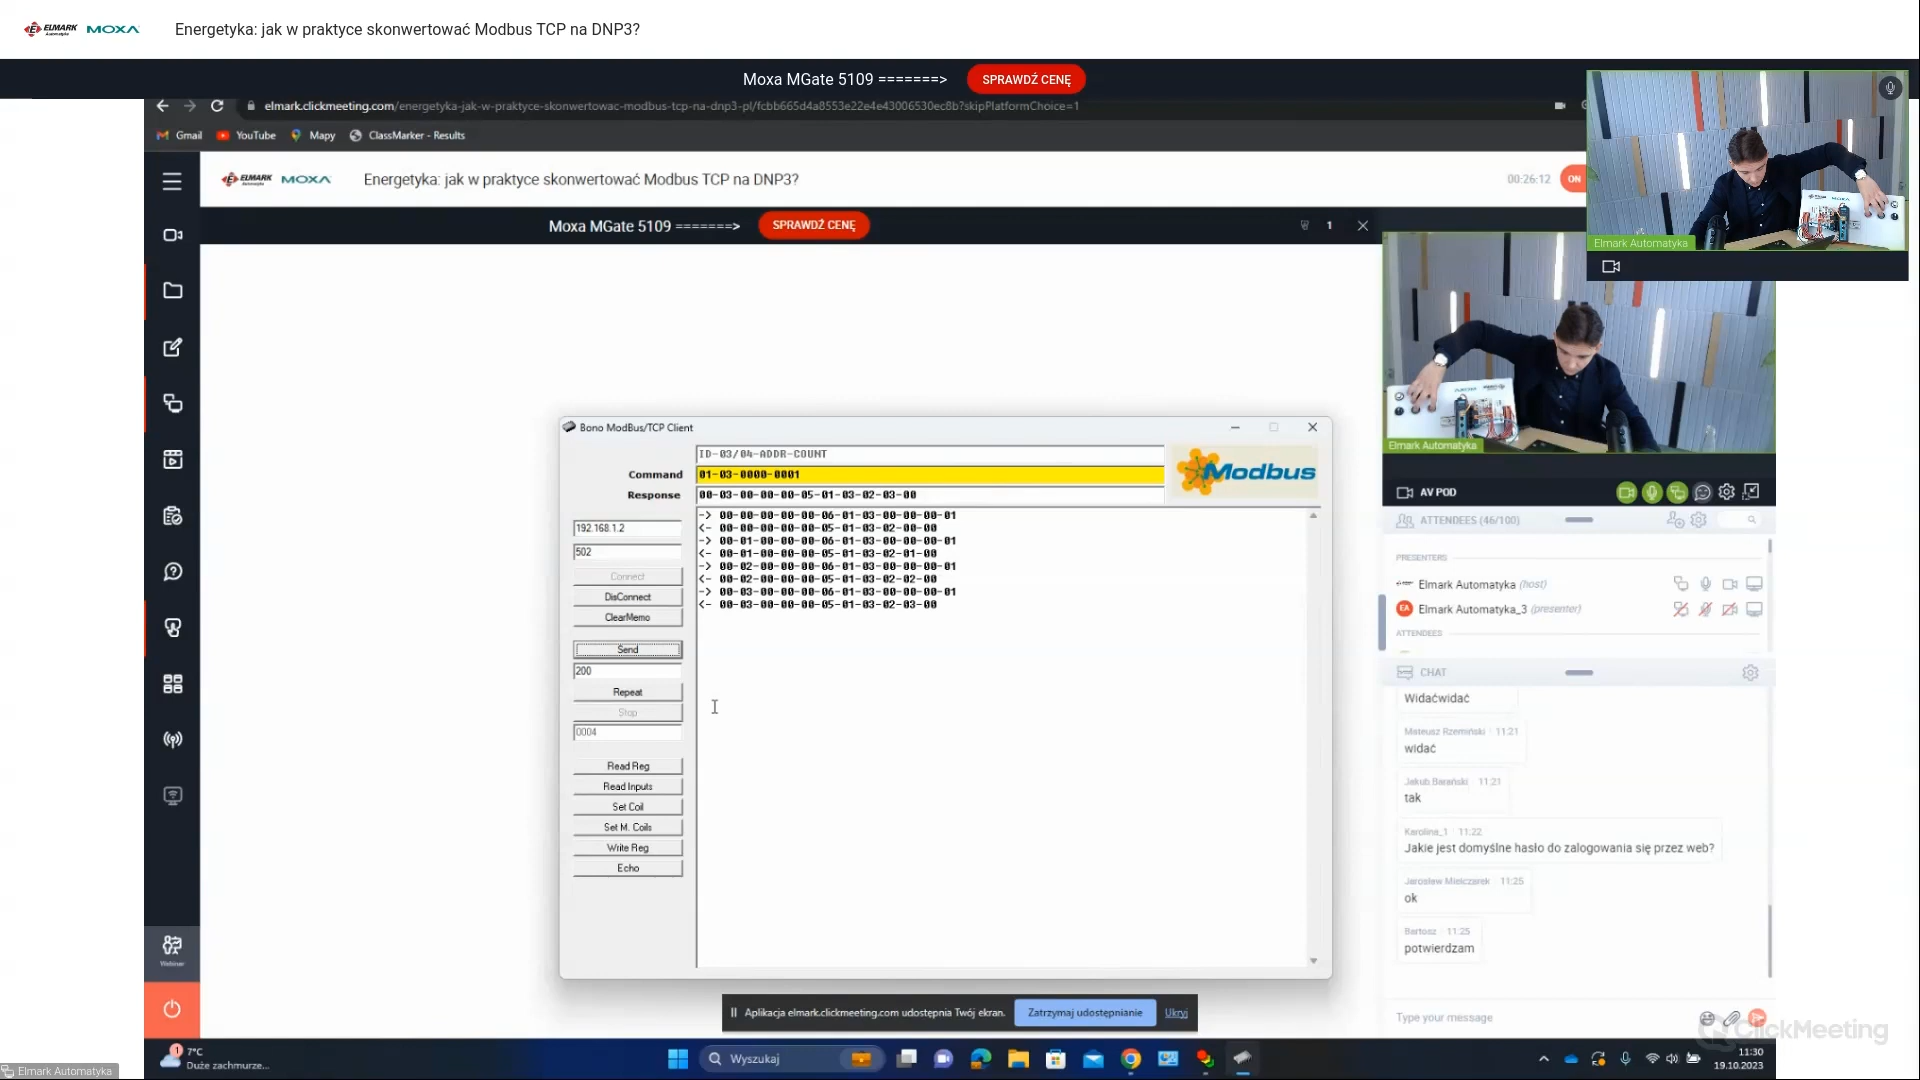 ELMARK Automatyka MOXA Energetyka: jak w praktyce skonwertować Modbus TCP na DNP3?
Moxa MGate 5109 =======> SPRAWDŹ CENĘ
elmark.clickmeeting.com/energetyka-jak-w-praktyce-skonwertowac-modbus-tcp-na-dnp3-pl/fcbb665d4a8553e22e4e43006530ec8b?skipPlatformChoice=1
Gmail YouTube Mapy ClassMarker - Results
ELMARK Automatyka MOXA Energetyka: jak w praktyce skonwertować Modbus TCP na DNP3? 00:26:12 ON
Moxa MGate 5109 =======> SPRAWDŹ CENĘ 1
Elmark Automatyka
Elmark Automatyka
AV POD
Bono ModBus/TCP Client
ID-03/04-ADDR-COUNT
Command 01-03-0000-0001
Response 00-03-00-00-00-05-01-03-02-03-00
Modbus
-> 00-00-00-00-00-06-01-03-00-00-00-01
<- 00-00-00-00-00-05-01-03-02-00-00
-> 00-01-00-00-00-06-01-03-00-00-00-01
<- 00-01-00-00-00-05-01-03-02-01-00
-> 00-02-00-00-00-06-01-03-00-00-00-01
<- 00-02-00-00-00-05-01-03-02-02-00
-> 00-03-00-00-00-06-01-03-00-00-00-01
<- 00-03-00-00-00-05-01-03-02-03-00
192.168.1.2
502
Connect
DisConnect
ClearMemo
Send
200
Repeat
Stop
0004
Read Reg
Read Inputs
Set Coil
Set M. Coils
Write Reg
Echo
ATTENDEES (46/100)
PRESENTERS
Elmark Automatyka (host)
EA Elmark Automatyka_3 (presenter)
ATTENDEES
CHAT
Widaćwidać
Mateusz Rzemiński 11:21
widać
Jakub Barański 11:21
tak
Karolina_1 11:22
Jakie jest domyślne hasło do zalogowania się przez web?
Jarosław Mielczarek 11:25
ok
Bartosz 11:25
potwierdzam
Type your message
ClickMeeting
Webinar
Aplikacja elmark.clickmeeting.com udostępnia Twój ekran. Zatrzymaj udostępnianie Ukryj
1 7°C
Duże zachmurze...
Wyszukaj
11:30
19.10.2023
Elmark Automatyka